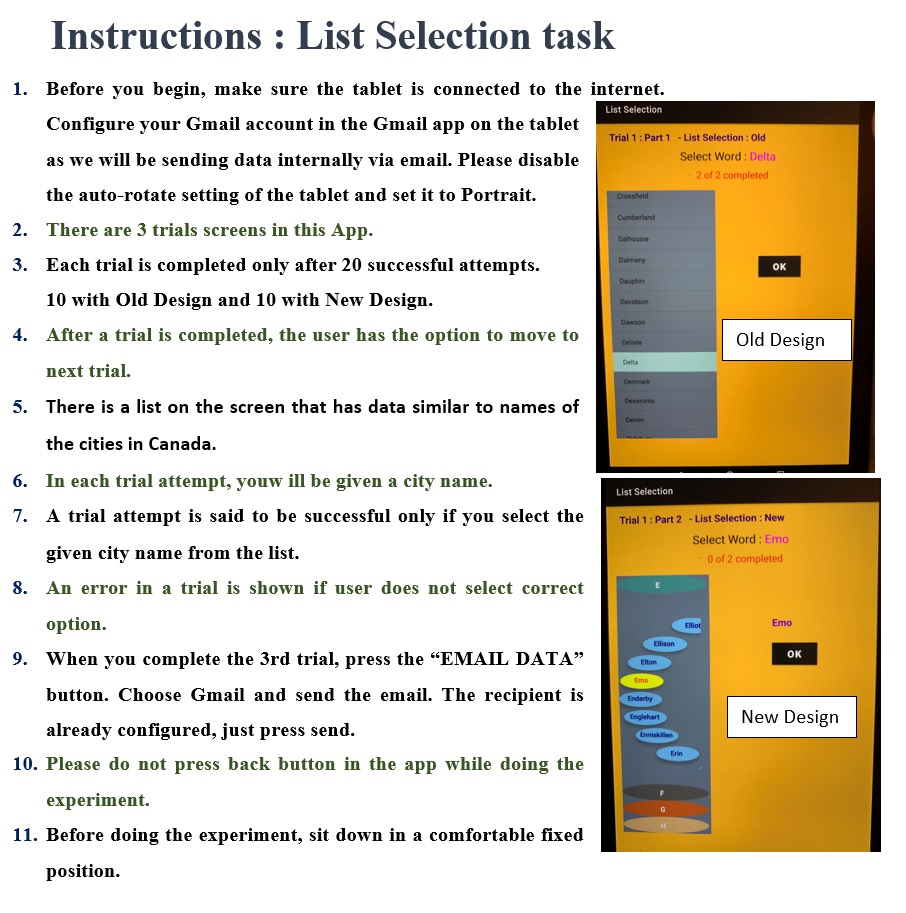 Instructions : List Selection task
1. Before you begin, make sure the tablet is connected to the internet.
Configure your Gmail account in the Gmail app on the tablet
as we will be sending data internally via email. Please disable
the auto-rotate setting of the tablet and set it to Portrait.
2. There are 3 trials screens in this App.
3. Each trial is completed only after 20 successful attempts.
10 with Old Design and 10 with New Design.
4. After a trial is completed, the user has the option to move to
next trial.
5. There is a list on the screen that has data similar to names of
the cities in Canada.
6. In each trial attempt, youw ill be given a city name.
7. A trial attempt is said to be successful only if you select the
given city name from the list.
8. An error in a trial is shown if user does not select correct
option.
9. When you complete the 3rd trial, press the “EMAIL DATA”
button. Choose Gmail and send the email. The recipient is
already configured, just press send.
10. Please do not press back button in the app while doing the
experiment.
11. Before doing the experiment, sit down in a comfortable fixed
position.
List Selection
Trial 1 : Part 1 - List Selection : Old
Select Word : Delta
2 of 2 completed
Crossfield
Cumberland
Dalhousie
Dalmeny
Dauphin
Davidson
Dawson
Delisle
Delta
Denmark
Deseronto
Devon
OK
Old Design
List Selection
Trial 1 : Part 2 - List Selection : New
Select Word : Emo
0 of 2 completed
E
Elliot
Ellison
Elton
Emo
Enderby
Englehart
Enniskillen
Erin
F
G
H
Emo
OK
New Design